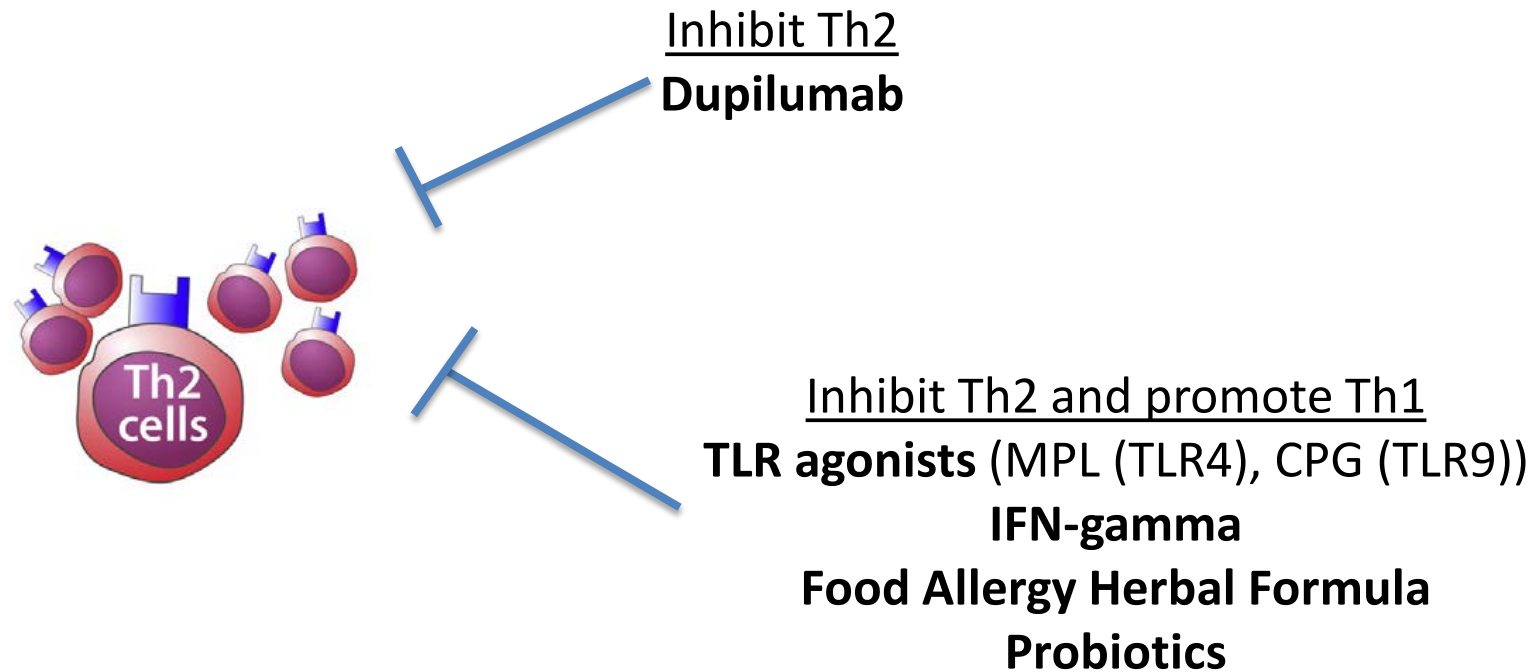 Inhibit Th2
Dupilumab
Th2
cells
Inhibit Th2 and promote Th1
TLR agonists (MPL (TLR4), CPG (TLR9))
IFN-gamma
Food Allergy Herbal Formula
Probiotics